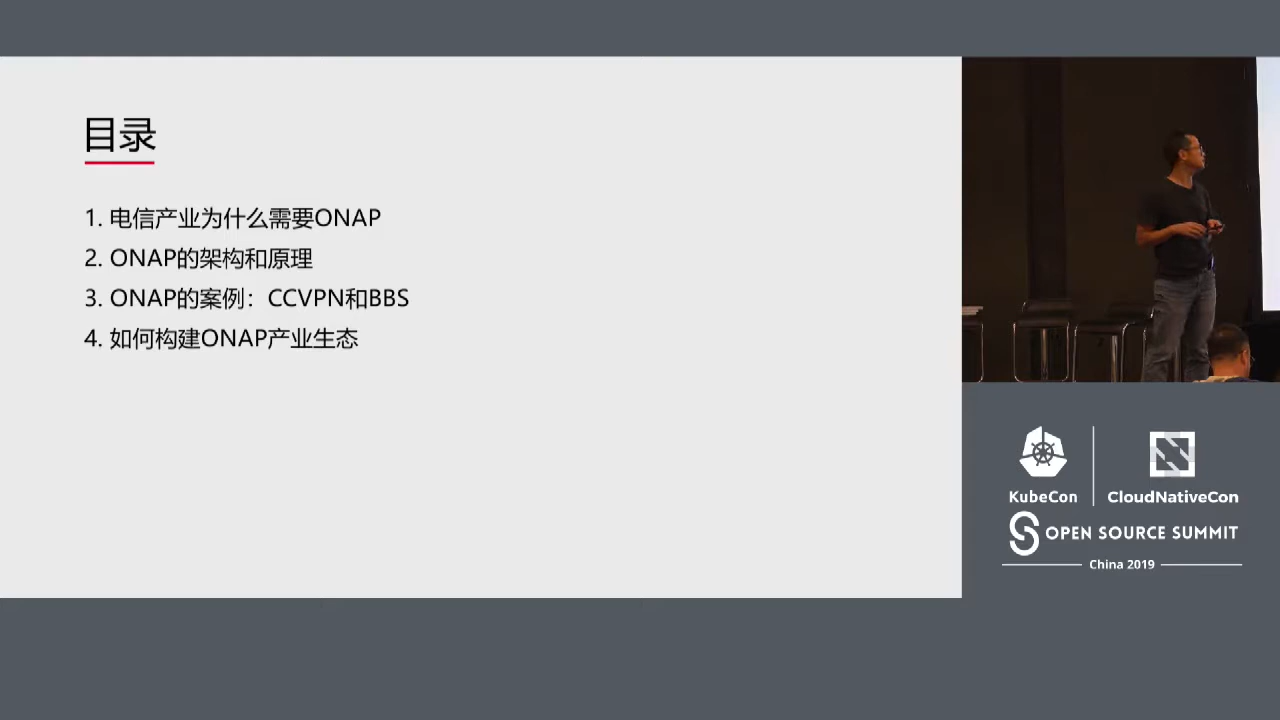 目录
1. 电信产业为什么需要ONAP
2. ONAP的架构和原理
3. ONAP的案例：CCVPN和BBS
4. 如何构建ONAP产业生态
KubeCon
CloudNativeCon
OPEN SOURCE SUMMIT
China 2019